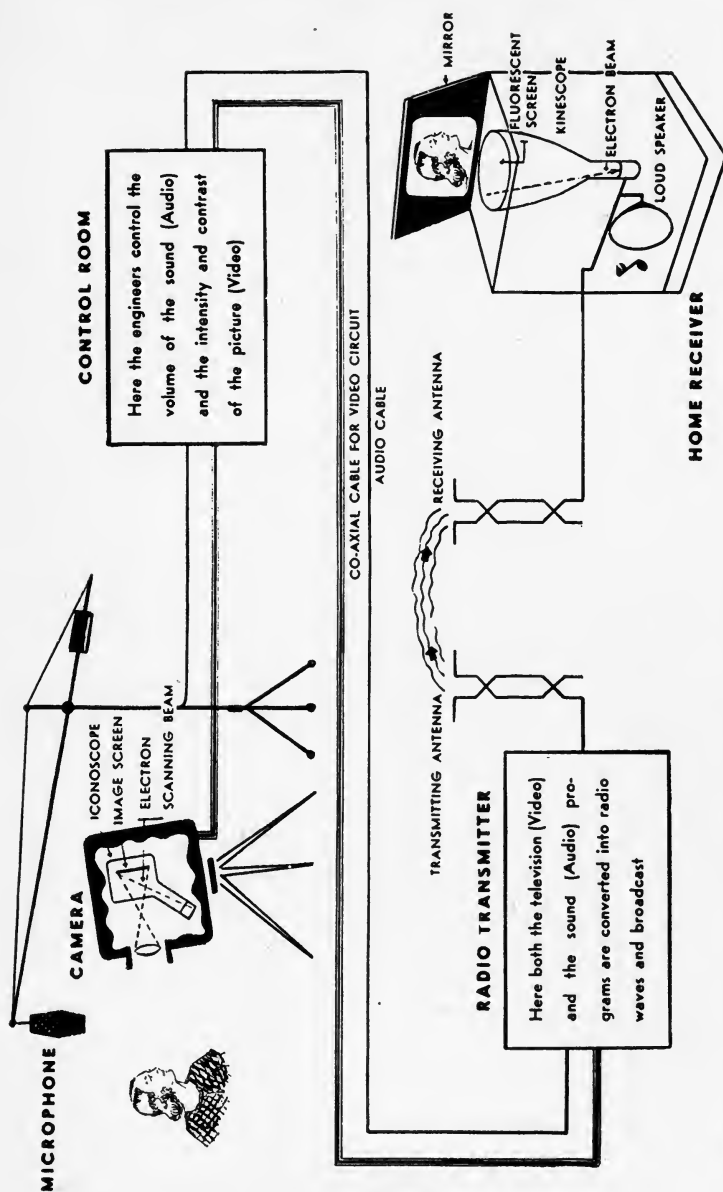 MICROPHONE
CAMERA
ICONOSCOPE
IMAGE SCREEN
ELECTRON
SCANNING BEAM
CONTROL ROOM
Here the engineers control the
volume of the sound (Audio)
and the intensity and contrast
of the picture (Video)
CO-AXIAL CABLE FOR VIDEO CIRCUIT
AUDIO CABLE
RADIO TRANSMITTER
Here both the television (Video)
and the sound (Audio) pro-
grams are converted into radio
waves and broadcast
TRANSMITTING ANTENNA
RECEIVING ANTENNA
MIRROR
FLUORESCENT
SCREEN
KINESCOPE
ELECTRON BEAM
LOUD SPEAKER
HOME RECEIVER